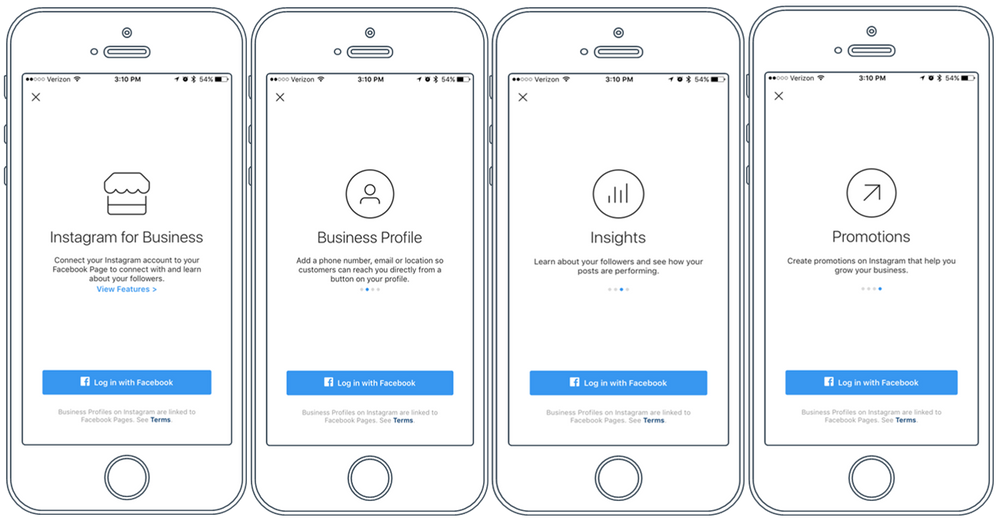 Verizon 3:10 PM 54%
Instagram for Business
Connect your Instagram account to your
Facebook Page to connect with and learn
about your followers.
View Features >
Log in with Facebook
Business Profiles on Instagram are linked to
Facebook Pages. See Terms.
Verizon 3:10 PM 54%
Business Profile
Add a phone number, email or location so
customers can reach you directly from a
button on your profile.
Log in with Facebook
Business Profiles on Instagram are linked to
Facebook Pages. See Terms.
Verizon 3:10 PM 54%
Insights
Learn about your followers and see how your
posts are performing.
Log in with Facebook
Business Profiles on Instagram are linked to
Facebook Pages. See Terms.
Verizon 3:10 PM 54%
Promotions
Create promotions on Instagram that help you
grow your business.
Log in with Facebook
Business Profiles on Instagram are linked to
Facebook Pages. See Terms.